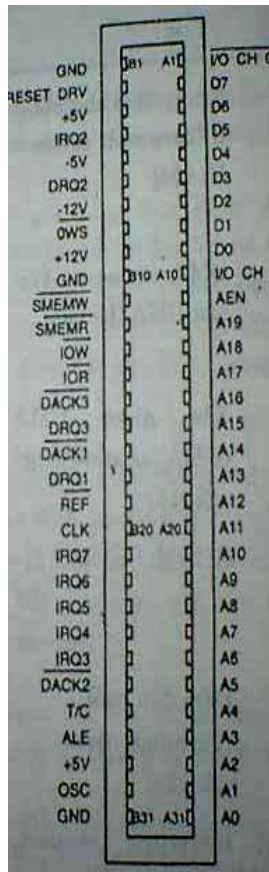 GND B1 A1 I/O CH
RESET DRV D7
+5V D6
IRQ2 D5
-5V D4
DRQ2 D3
-12V D2
OWS D1
+12V D0
GND B10 A10 I/O CH
SMEMW AEN
SMEMR A19
IOW A18
IOR A17
DACK3 A16
DRQ3 A15
DACK1 A14
DRQ1 A13
REF A12
CLK B20 A20 A11
IRQ7 A10
IRQ6 A9
IRQ5 A8
IRQ4 A7
IRQ3 A6
DACK2 A5
T/C A4
ALE A3
+5V A2
OSC A1
GND B31 A31 A0